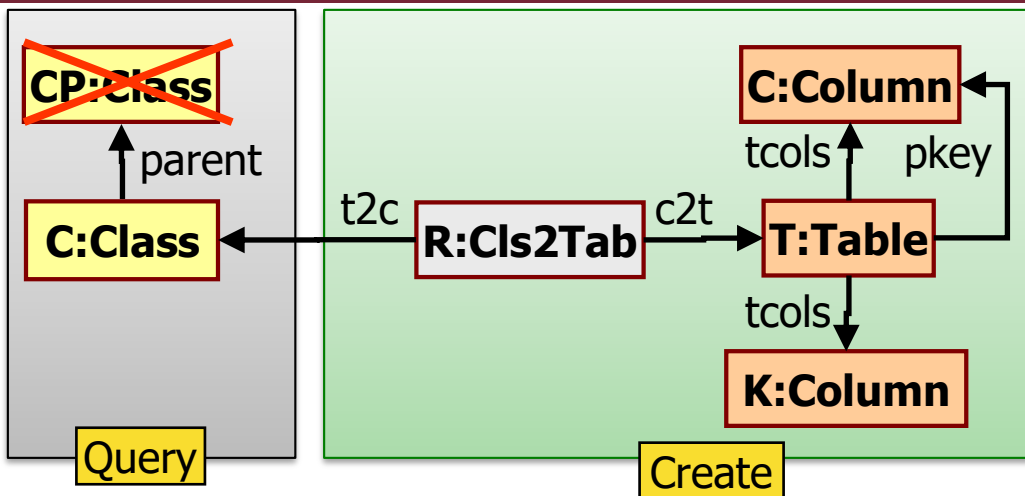 CP:Class
parent
C:Class
Query
t2c
R:Cls2Tab
c2t
C:Column
tcols
pkey
T:Table
tcols
K:Column
Create